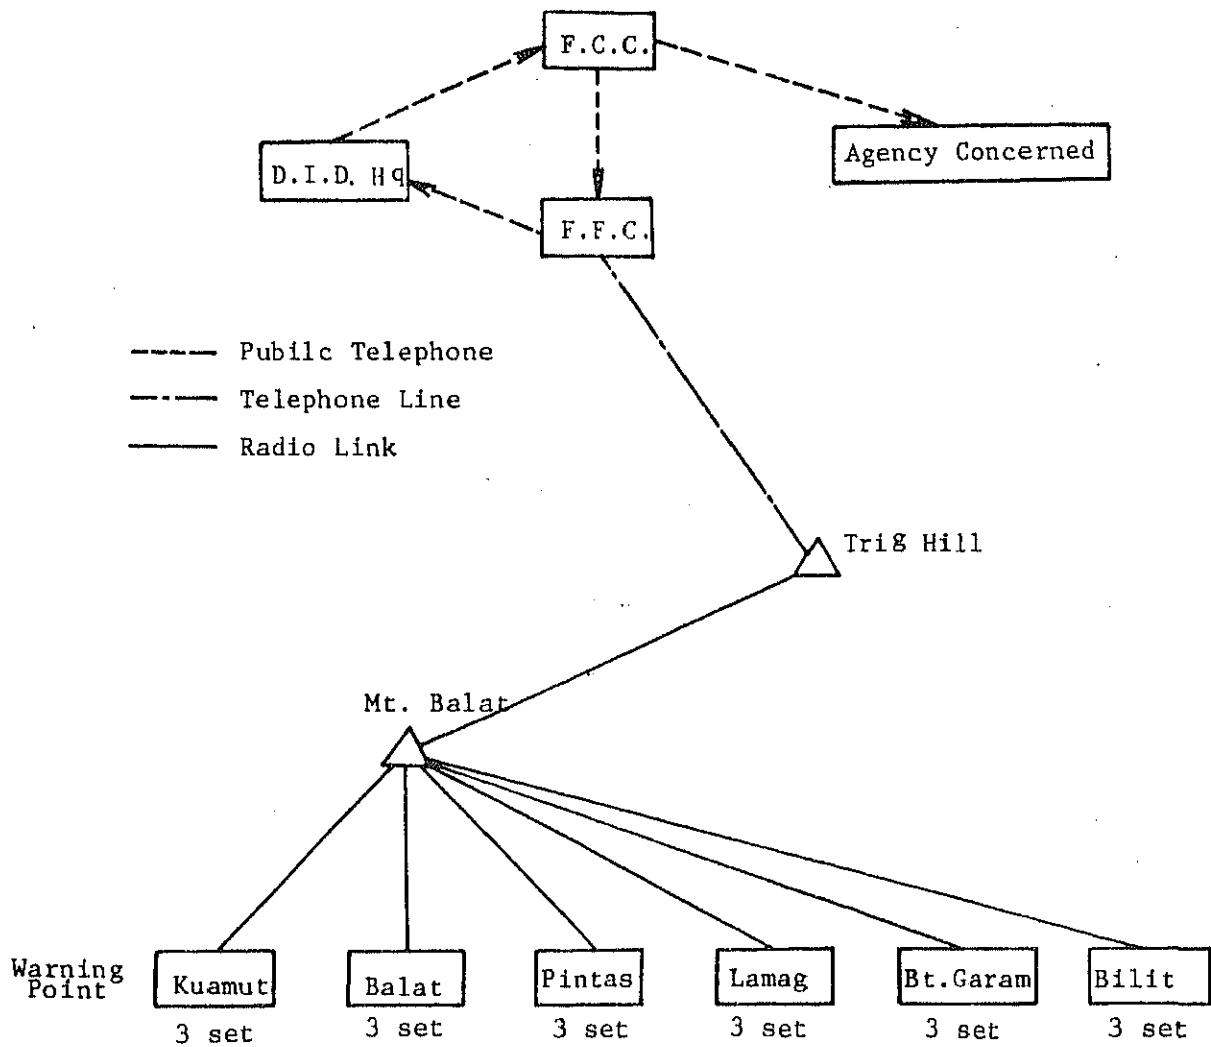 F.C.C.
Agency Concerned
D.I.D. Hq
F.F.C.
Pubilc Telephone
Telephone Line
Radio Link
Trig Hill
Mt. Balat
Warning
Point
Kuamut
Balat
Pintas
Lamag
Bt.Garam
Bilit
3 set
3 set
3 set
3 set
3 set
3 set